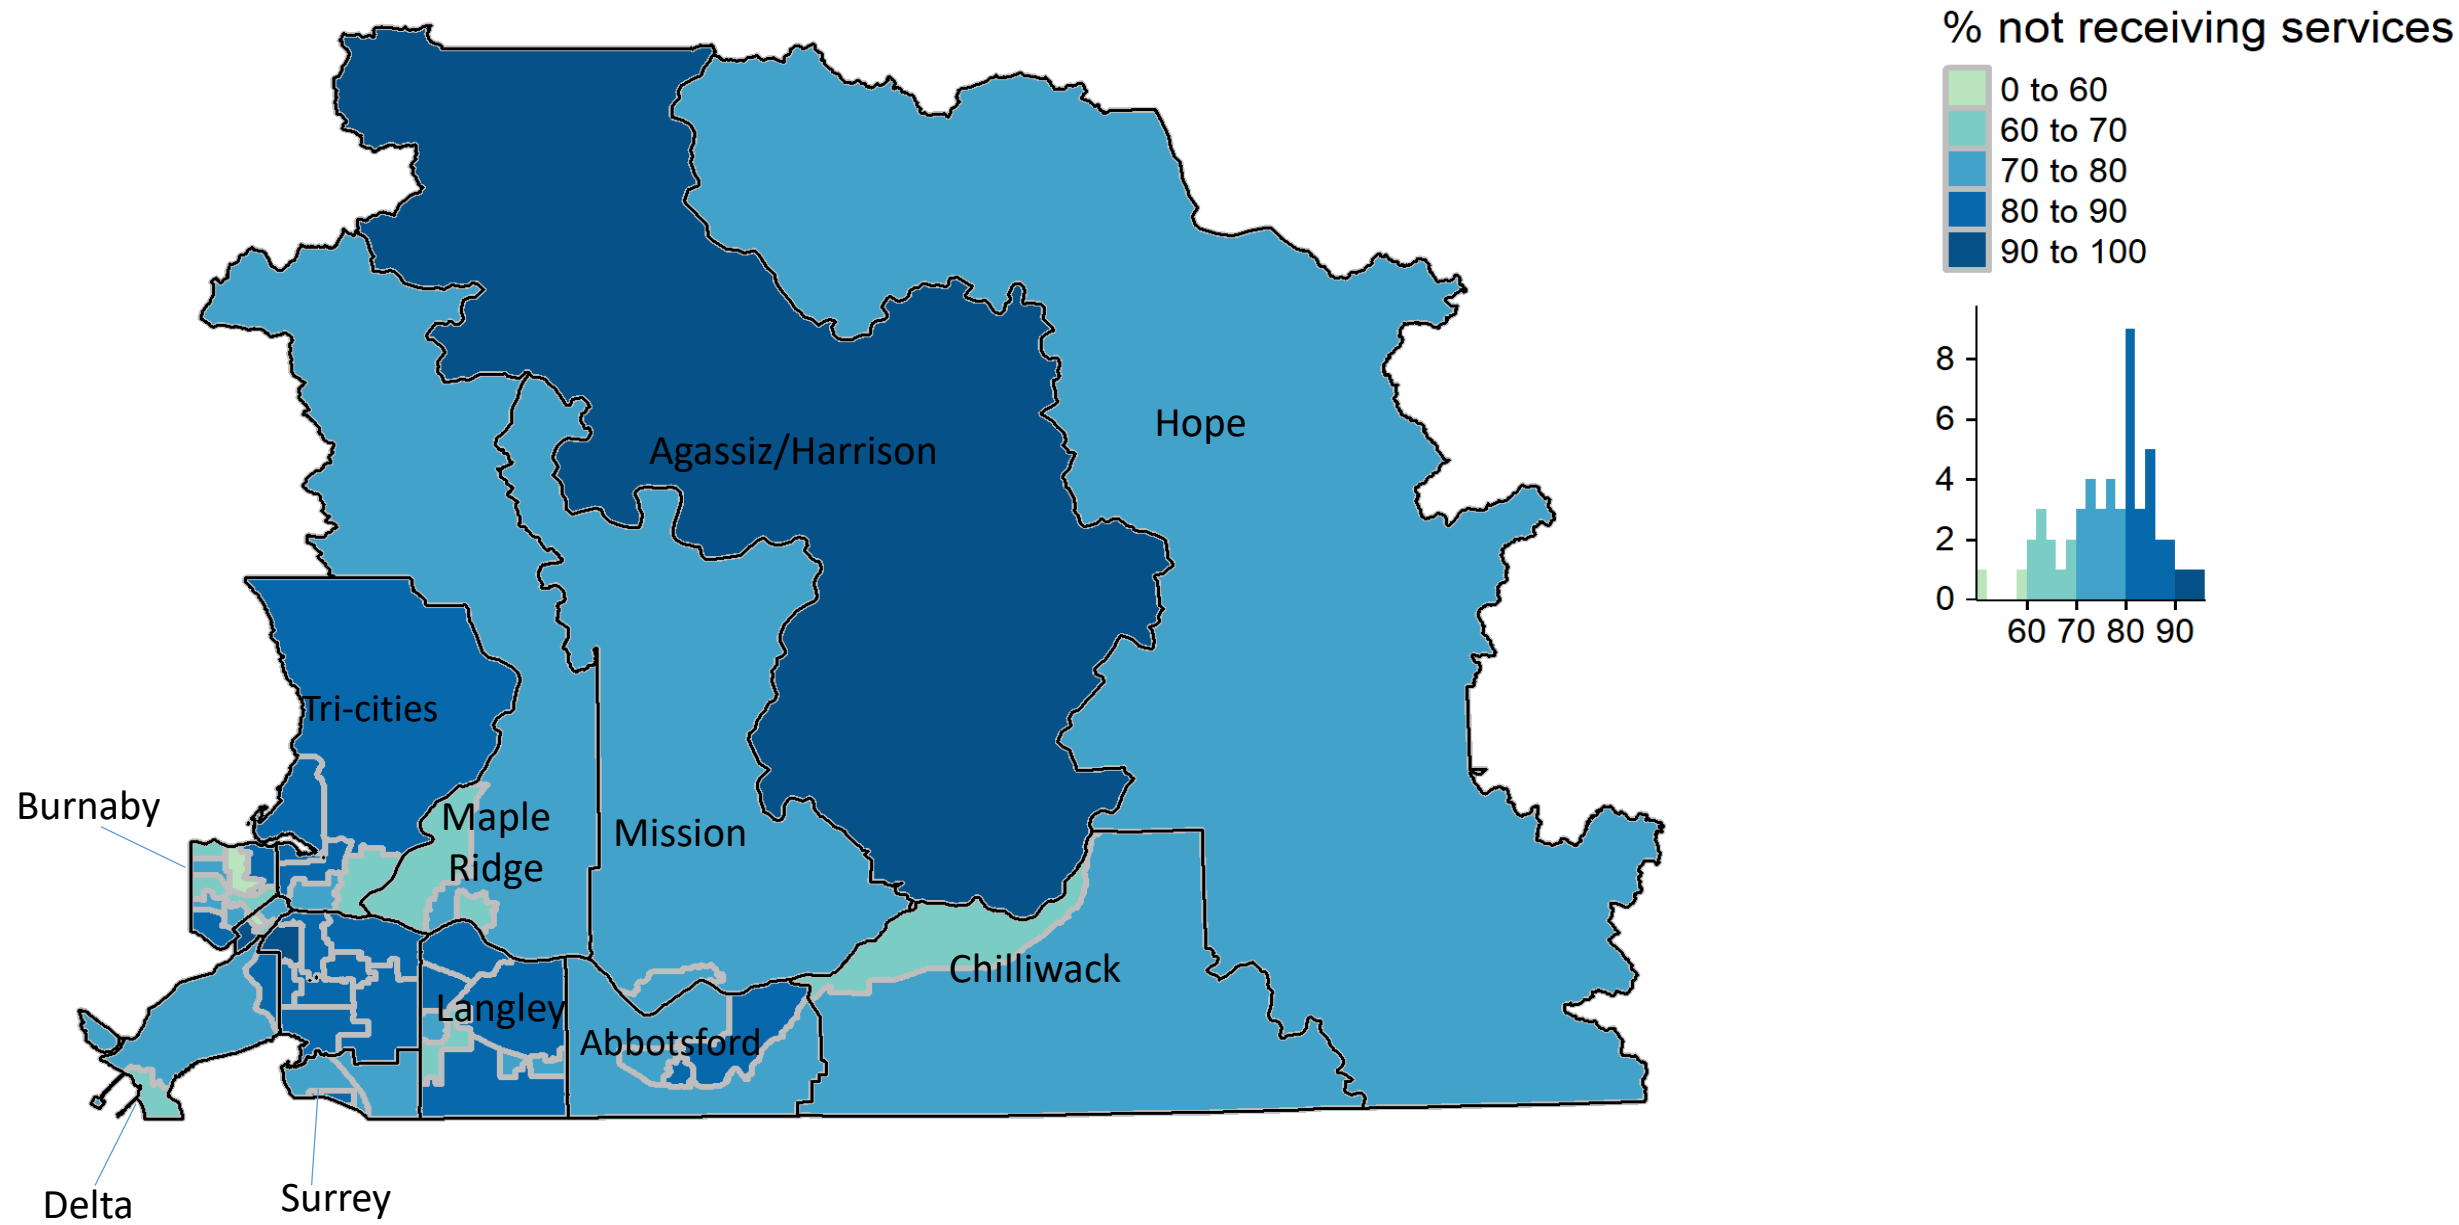 % not receiving services
0 to 60
60 to 70
70 to 80
80 to 90
90 to 100
8
6
4
2
0
60 70 80 90
Hope
Agassiz/Harrison
Tri-cities
Burnaby
Maple
Ridge
Mission
Chilliwack
Langley
Abbotsford
Delta
Surrey